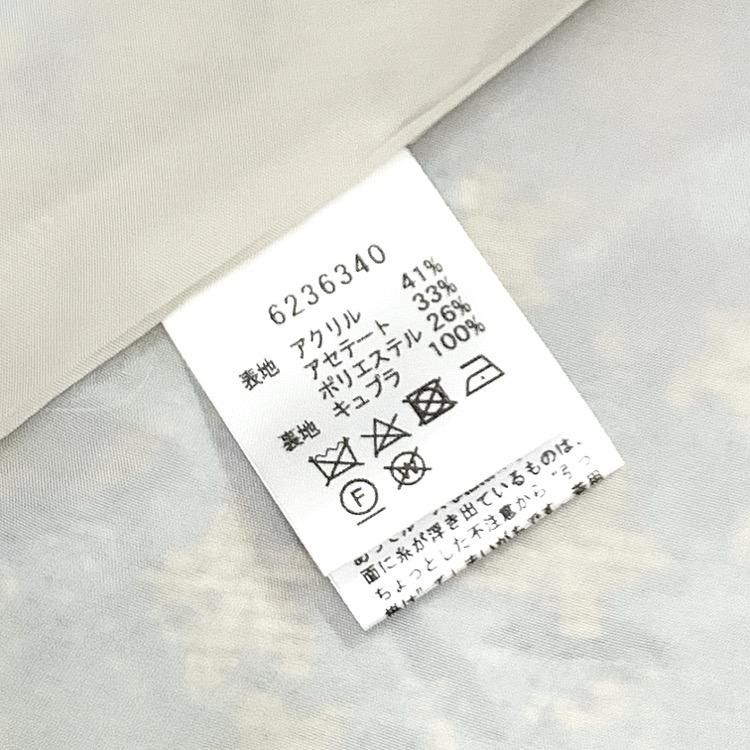 6236340
表地 アクリル 41%
アセテート 33%
ポリエステル 26%
裏地 キュプラ 100%
F
W
面に糸が浮き出ているものは、
ちょっとした不注意から "引っ